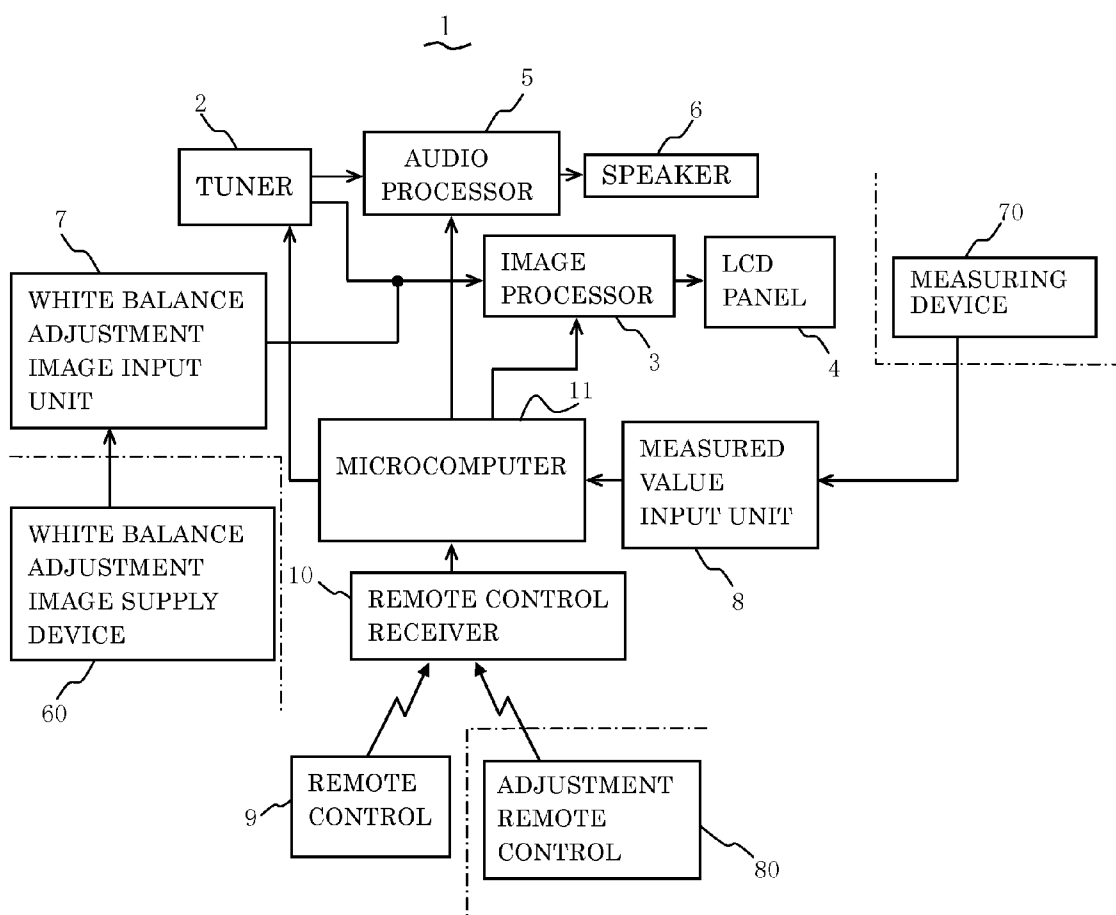 1
5
2
6
AUDIO
PROCESSOR
SPEAKER
TUNER
70
7
IMAGE
PROCESSOR
LCD
PANEL
MEASURING
DEVICE
WHITE BALANCE
ADJUSTMENT
IMAGE INPUT
UNIT
3
4
11
MICROCOMPUTER
MEASURED
VALUE
INPUT UNIT
WHITE BALANCE
ADJUSTMENT
IMAGE SUPPLY
DEVICE
10
8
REMOTE CONTROL
RECEIVER
60
REMOTE
CONTROL
9
ADJUSTMENT
REMOTE
CONTROL
80